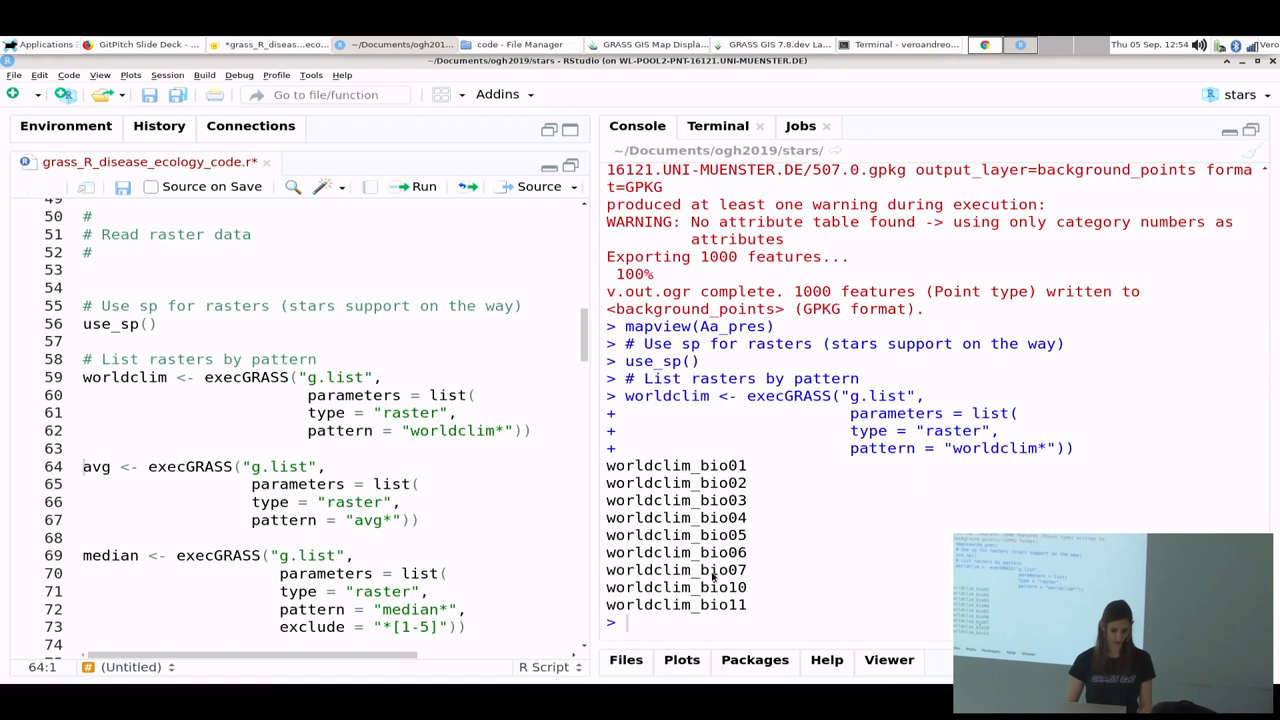 Applications
GitPitch Slide Deck - ...
*grass_R_diseas...eco...
~/Documents/ogh201...
code - File Manager
GRASS GIS Map Displa...
GRASS GIS 7.8.dev La...
Terminal - veroandreo...
Thu 05 Sep, 12:54
Vero
~/Documents/ogh2019/stars - RStudio (on WL-POOL2-PNT-16121.UNI-MUENSTER.DE)
File Edit Code View Plots Session Build Debug Profile Tools Help
Go to file/function
Addins
stars
Environment History Connections
grass_R_disease_ecology_code.r*
Source on Save
Run
Source
49
50 #
51 # Read raster data
52 #
53
54
55 # Use sp for rasters (stars support on the way)
56 use_sp()
57
58 # List rasters by pattern
59 worldclim <- execGRASS("g.list",
60 parameters = list(
61 type = "raster",
62 pattern = "worldclim*"))
63
64 avg <- execGRASS("g.list",
65 parameters = list(
66 type = "raster",
67 pattern = "avg*"))
68
69 median <- execGRASS("g.list",
70 parameters = list(
71 type = "raster",
72 pattern = "median*",
73 exclude = "*[1-5]"))
74
64:1 # (Untitled)
R Script
Console Terminal Jobs
~/Documents/ogh2019/stars/
16121.UNI-MUENSTER.DE/507.0.gpkg output_layer=background_points forma
t=GPKG
produced at least one warning during execution:
WARNING: No attribute table found -> using only category numbers as
attributes
Exporting 1000 features...
100%
v.out.ogr complete. 1000 features (Point type) written to
<background_points> (GPKG format).
> mapview(Aa_pres)
> # Use sp for rasters (stars support on the way)
> use_sp()
> # List rasters by pattern
> worldclim <- execGRASS("g.list",
+ parameters = list(
+ type = "raster",
+ pattern = "worldclim*"))
worldclim_bio01
worldclim_bio02
worldclim_bio03
worldclim_bio04
worldclim_bio05
worldclim_bio06
worldclim_bio07
worldclim_bio10
worldclim_bio11
>
Files Plots Packages Help Viewer